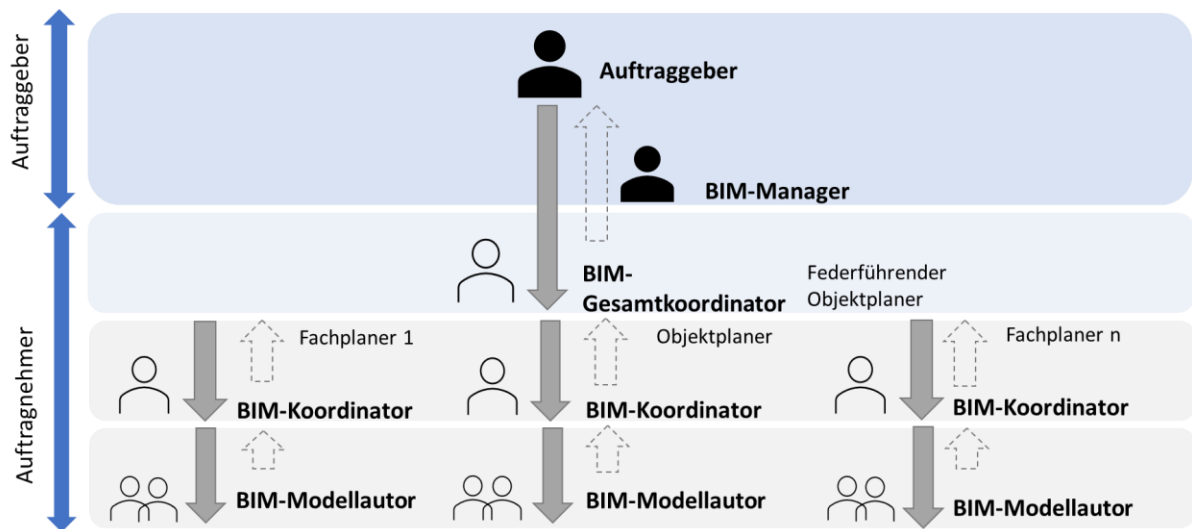 Auftraggeber
Auftraggeber
BIM-Manager
Auftragnehmer
BIM-
Gesamtkoordinator
Federführender
Objektplaner
Fachplaner 1
Objektplaner
Fachplaner n
BIM-Koordinator
BIM-Koordinator
BIM-Koordinator
BIM-Modellautor
BIM-Modellautor
BIM-Modellautor